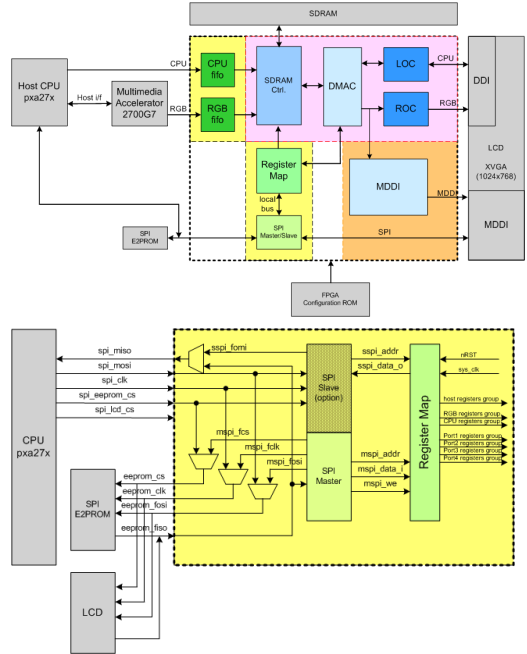 SDRAM
Host CPU
pxa27x
CPU
Host i/f
Multimedia
Accelerator
2700G7
RGB
CPU
fifo
RGB
fifo
SDRAM
Ctrl.
DMAC
LOC
ROC
CPU
RGB
DDI
LCD
XVGA
(1024x768)
Register
Map
MDDI
MDDI
MDDI
local
bus
SPI
E2PROM
SPI
Master/Slave
SPI
FPGA
Configuration ROM
CPU
pxa27x
spi_miso
spi_mosi
spi_clk
spi_eeprom_cs
spi_lcd_cs
sspi_forni
SPI
Slave
(option)
sspi_addr
sspi_data_o
Register Map
nRST
sys_clk
host registers group
RGB registers group
CPU registers group
Port1 registers group
Port2 registers group
Port3 registers group
Port4 registers group
mspi_fcs
mspi_fclk
mspi_fosi
SPI
Master
mspi_addr
mspi_data_i
mspi_we
SPI
E2PROM
eeprom_cs
eeprom_clk
eeprom_fosi
eeprom_fiso
LCD